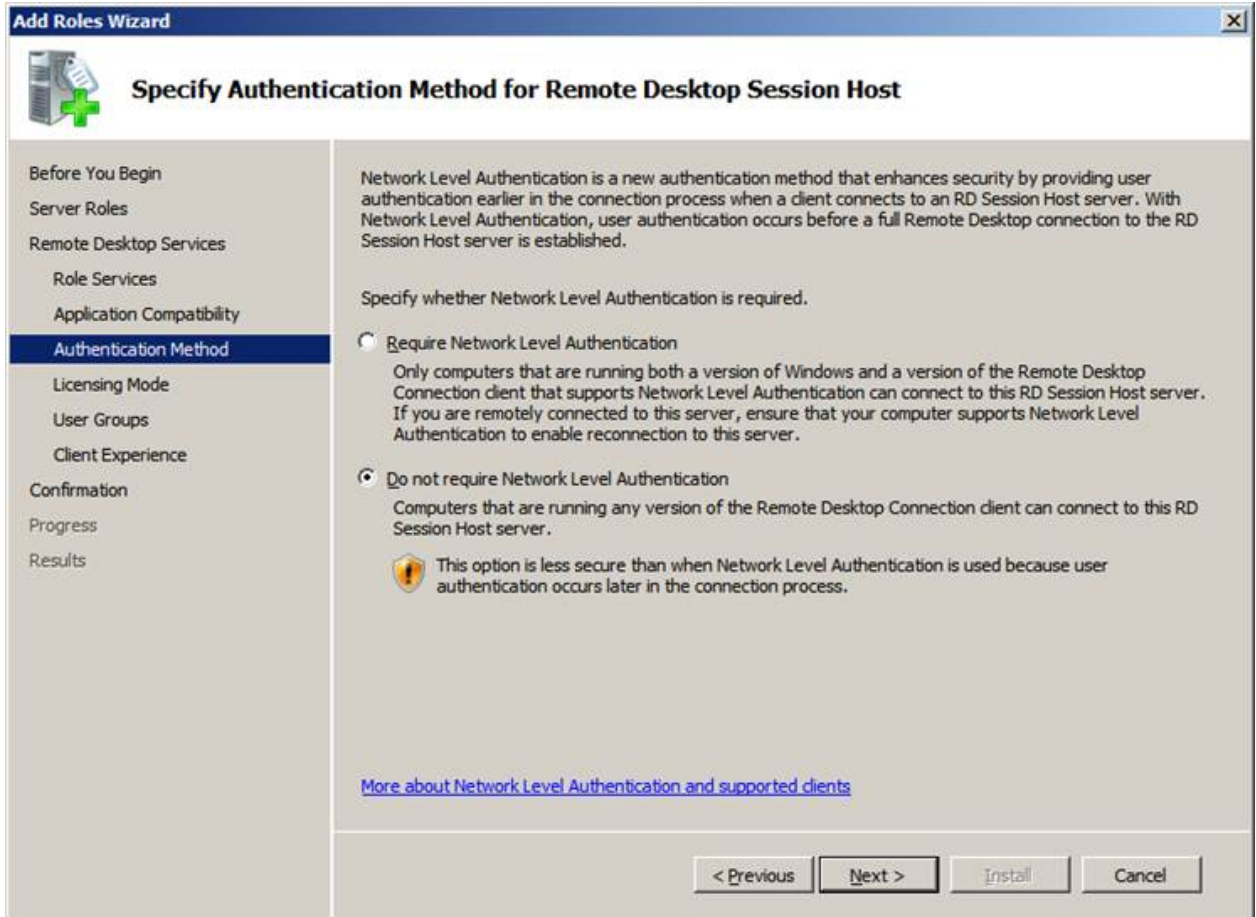 Add Roles Wizard
Specify Authentication Method for Remote Desktop Session Host
Before You Begin
Server Roles
Remote Desktop Services
Role Services
Application Compatibility
Authentication Method
Licensing Mode
User Groups
Client Experience
Confirmation
Progress
Results
Network Level Authentication is a new authentication method that enhances security by providing user
authentication earlier in the connection process when a client connects to an RD Session Host server. With
Network Level Authentication, user authentication occurs before a full Remote Desktop connection to the RD
Session Host server is established.
Specify whether Network Level Authentication is required.
Require Network Level Authentication
Only computers that are running both a version of Windows and a version of the Remote Desktop
Connection client that supports Network Level Authentication can connect to this RD Session Host server.
If you are remotely connected to this server, ensure that your computer supports Network Level
Authentication to enable reconnection to this server.
Do not require Network Level Authentication
Computers that are running any version of the Remote Desktop Connection client can connect to this RD
Session Host server.
This option is less secure than when Network Level Authentication is used because user
authentication occurs later in the connection process.
More about Network Level Authentication and supported clients
< Previous
Next >
Install
Cancel